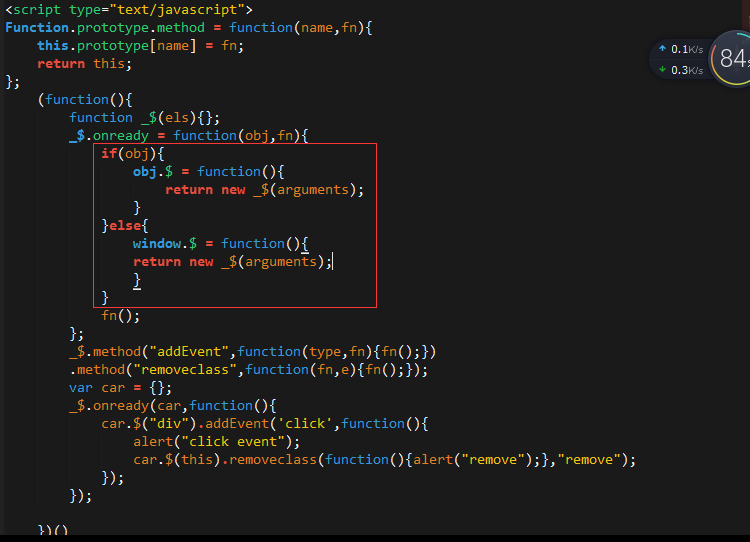 <script type="text/javascript">
Function.prototype.method = function(name,fn){
    this.prototype[name] = fn;
    return this;
};
    (function(){
        function _$(els){};
        _$.onready = function(obj,fn){
            if(obj){
                obj.$ = function(){
                    return new _$(arguments);
                }
            }else{
                window.$ = function(){
                return new _$(arguments);
                }
            }
            fn();
        };
        _$.method("addEvent",function(type,fn){fn();})
        .method("removeclass",function(fn,e){fn();});
        var car = {};
        _$.onready(car,function(){
            car.$("div").addEvent('click',function(){
                alert("click event");
                car.$(this).removeclass(function(){alert("remove");},"remove");
            });
        });
    })()
0.1K/s
0.3K/s
84